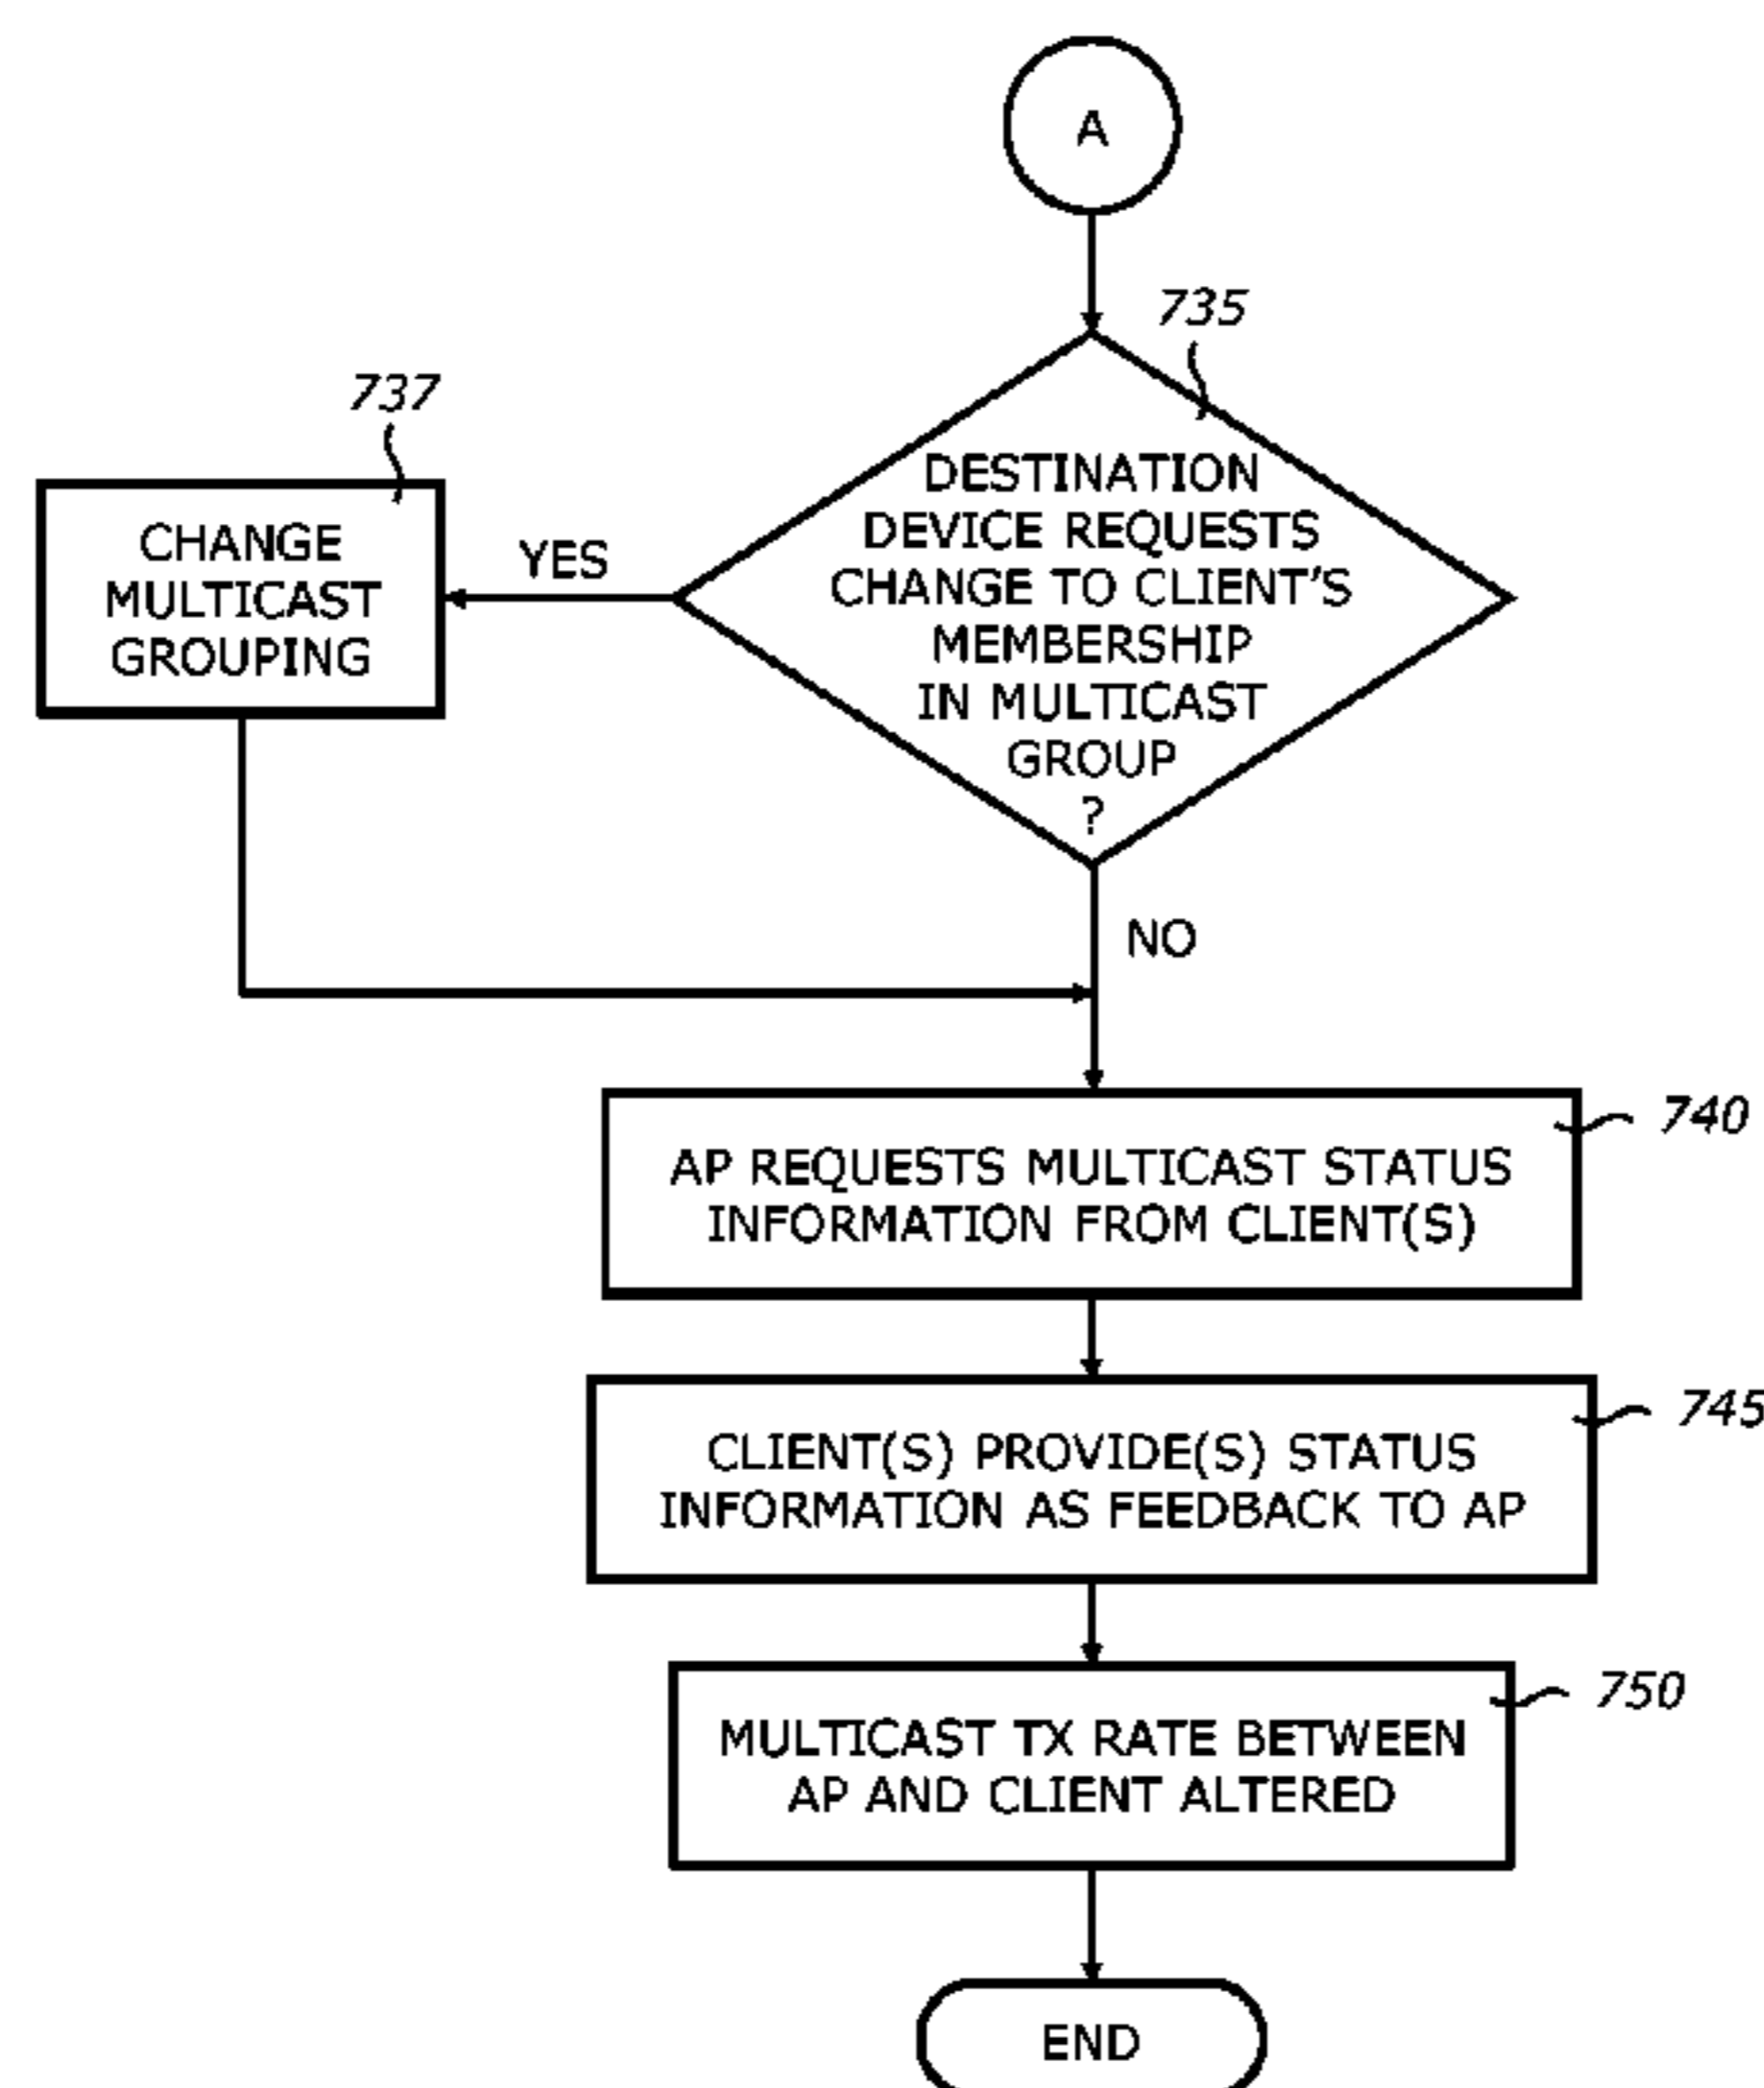 A
735
737
DESTINATION
DEVICE REQUESTS
CHANGE TO CLIENT'S
MEMBERSHIP
IN MULTICAST
GROUP
?
YES
CHANGE
MULTICAST
GROUPING
NO
740
AP REQUESTS MULTICAST STATUS
INFORMATION FROM CLIENT(S)
745
CLIENT(S) PROVIDE(S) STATUS
INFORMATION AS FEEDBACK TO AP
750
MULTICAST TX RATE BETWEEN
AP AND CLIENT ALTERED
END